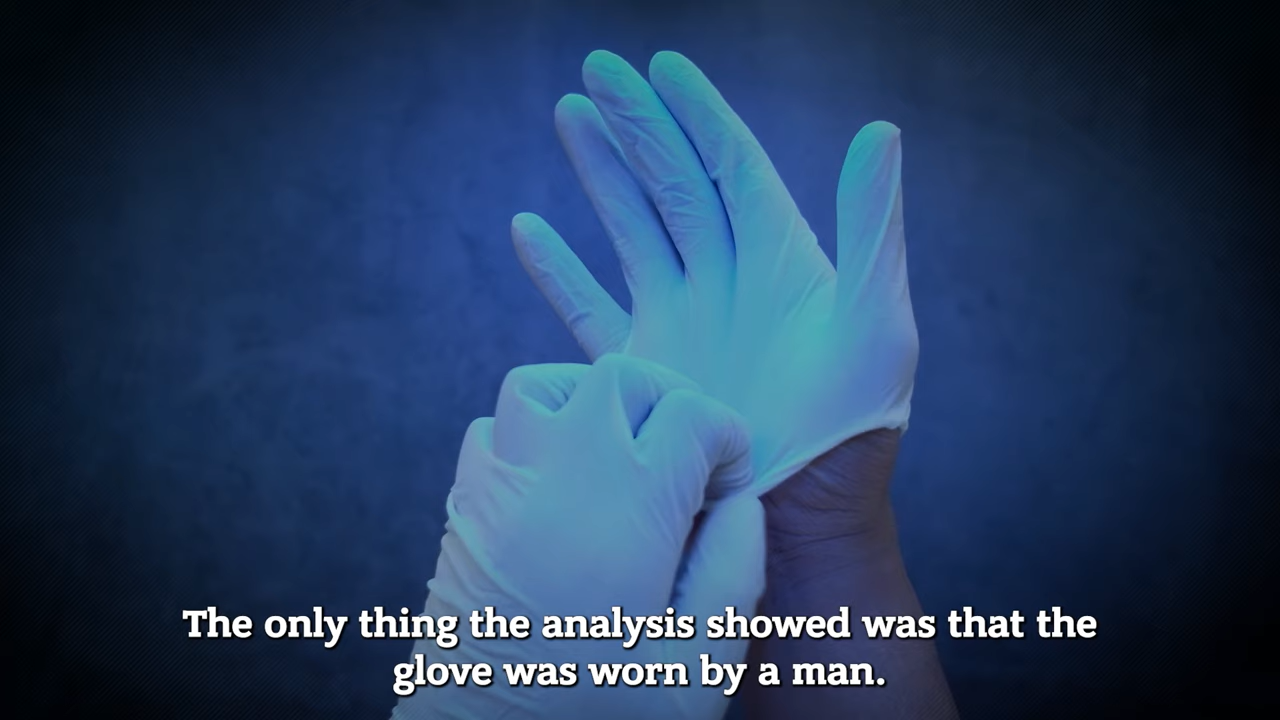 The only thing the analysis showed was that the
glove was worn by a man.